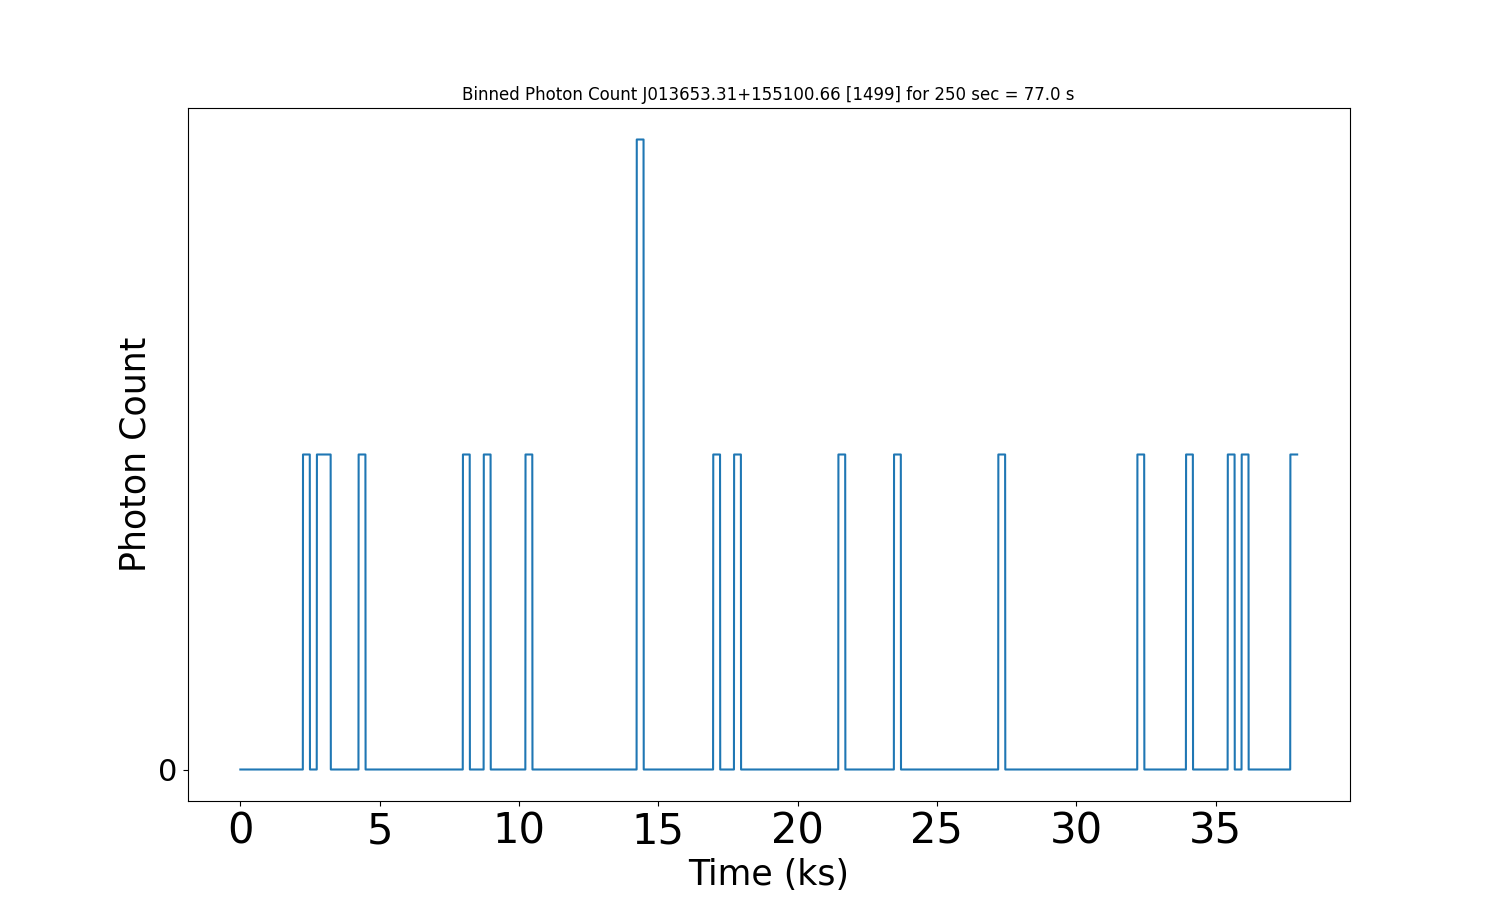 Binned Photon Count J013653.31+155100.66 [1499] for 250 sec = 77.0 s
Photon Count
0
0 5 10 15 20 25 30 35
Time (ks)